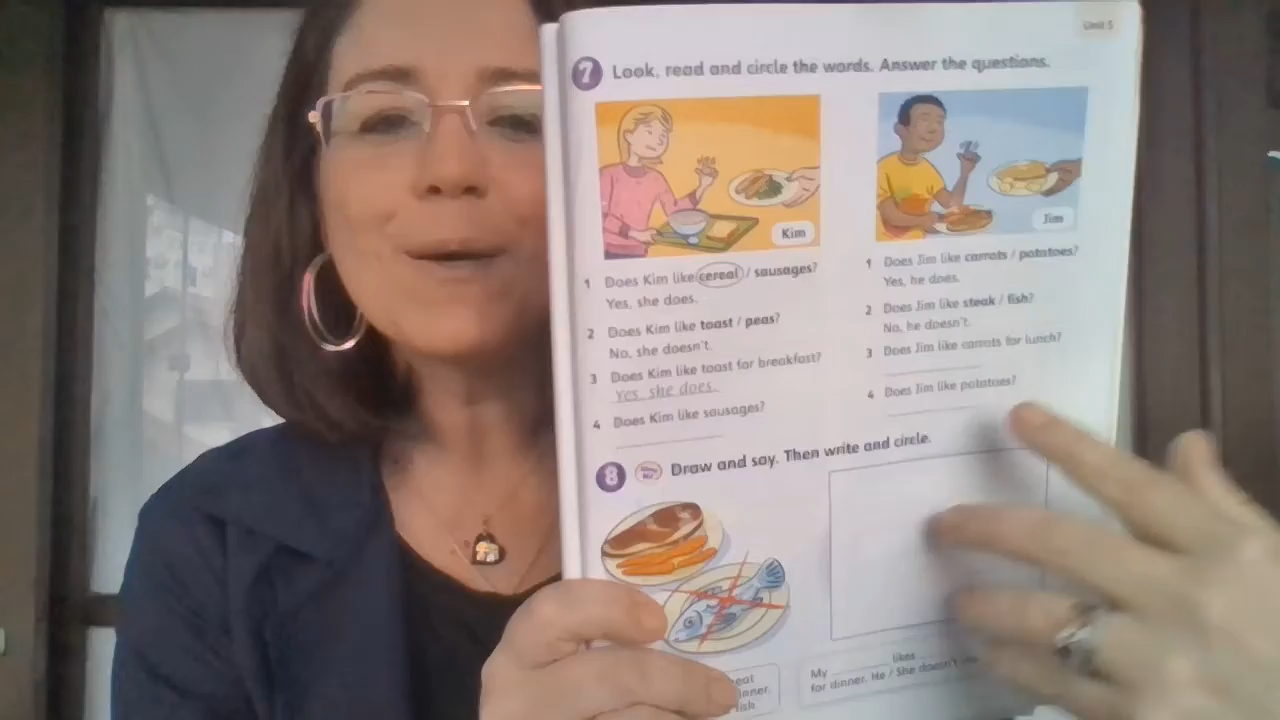 Unit 5
7 Look, read and circle the words. Answer the questions.
Kim
1 Does Kim like cereal / sausages?
Yes, she does.
2 Does Kim like toast / peas?
No, she doesn't.
3 Does Kim like toast for breakfast?
Yes, she does.
4 Does Kim like sausages?
Jim
1 Does Jim like carrots / potatoes?
Yes, he does.
2 Does Jim like steak / fish?
No, he doesn't.
3 Does Jim like carrots for lunch?
4 Does Jim like potatoes?
8 Draw and say. Then write and circle.
My likes
for dinner. He / She doesn't